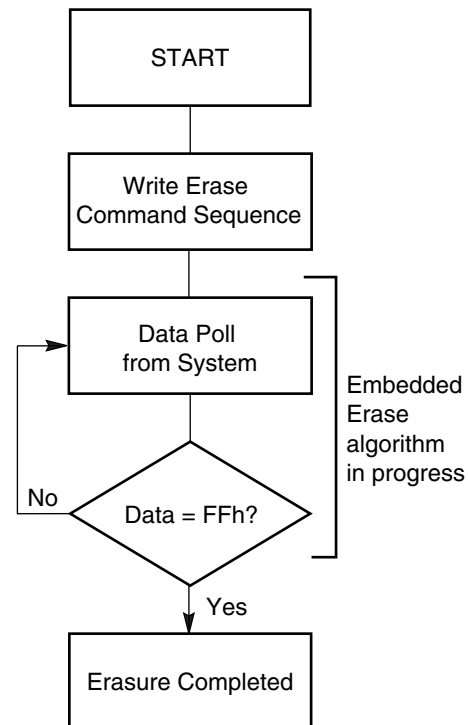 START
Write Erase
Command Sequence
Data Poll
from System
Embedded
Erase
algorithm
in progress
No
Data = FFh?
Yes
Erasure Completed